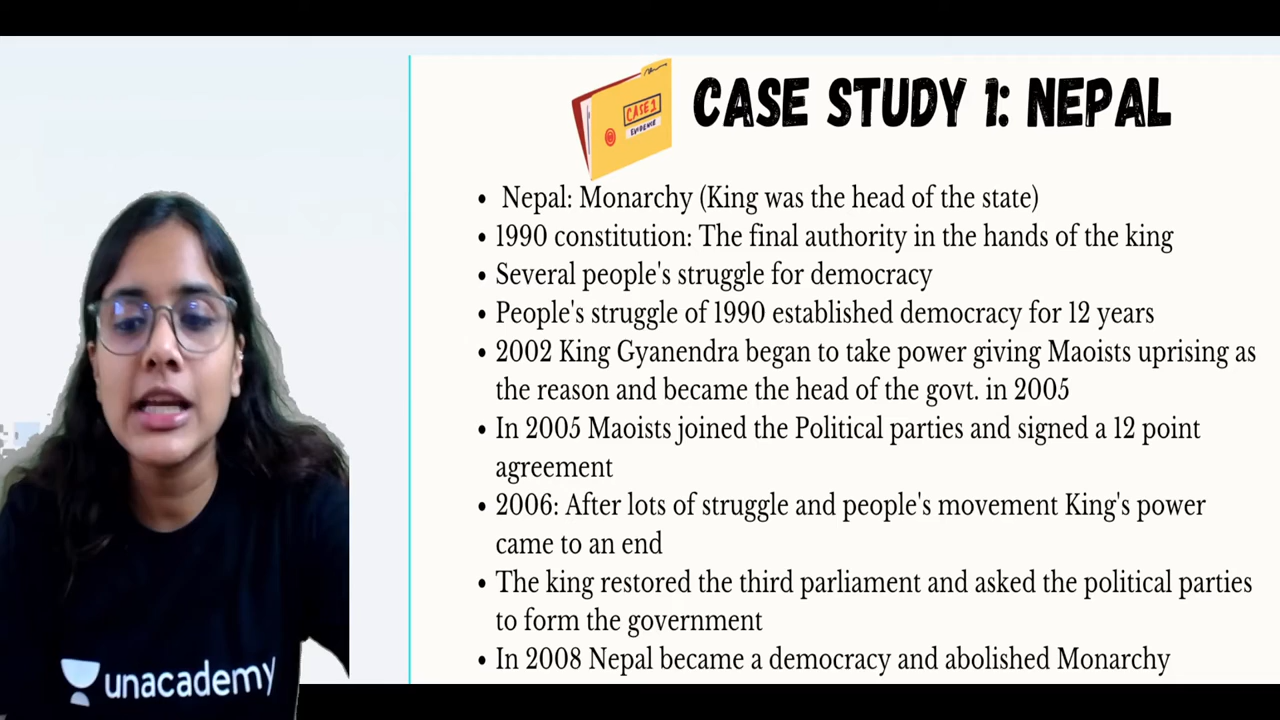 CASE 1
EVIDENCE
CASE STUDY 1: NEPAL
• Nepal: Monarchy (King was the head of the state)
• 1990 constitution: The final authority in the hands of the king
• Several people's struggle for democracy
• People's struggle of 1990 established democracy for 12 years
• 2002 King Gyanendra began to take power giving Maoists uprising as
the reason and became the head of the govt. in 2005
• In 2005 Maoists joined the Political parties and signed a 12 point
agreement
• 2006: After lots of struggle and people's movement King's power
came to an end
• The king restored the third parliament and asked the political parties
to form the government
• In 2008 Nepal became a democracy and abolished Monarchy
unacademy